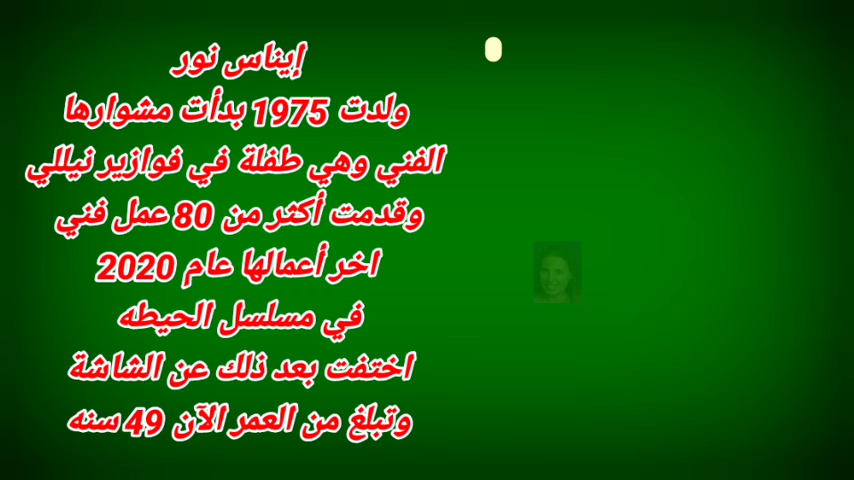 إيناس نور
ولدت 1975 بدأت مشوارها
الفني وهي طفلة في فوازير نيللي
وقدمت أكثر من 80 عمل فني
اخر أعمالها عام 2020
في مسلسل الحيطه
اختفت بعد ذلك عن الشاشة
وتبلغ من العمر الآن 49 سنه